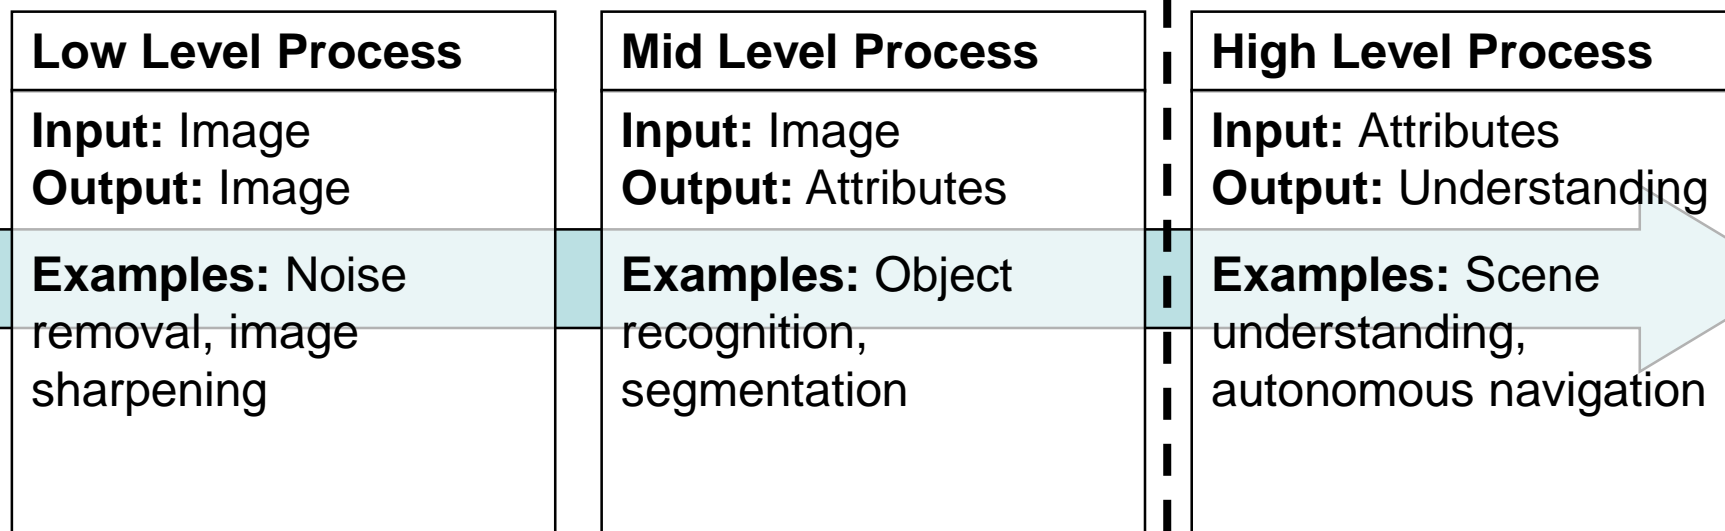 Low Level Process
Input: Image
Output: Image
Examples: Noise
removal, image
sharpening
Mid Level Process
Input: Image
Output: Attributes
Examples: Object
recognition,
segmentation
High Level Process
Input: Attributes
Output: Understanding
Examples: Scene
understanding,
autonomous navigation